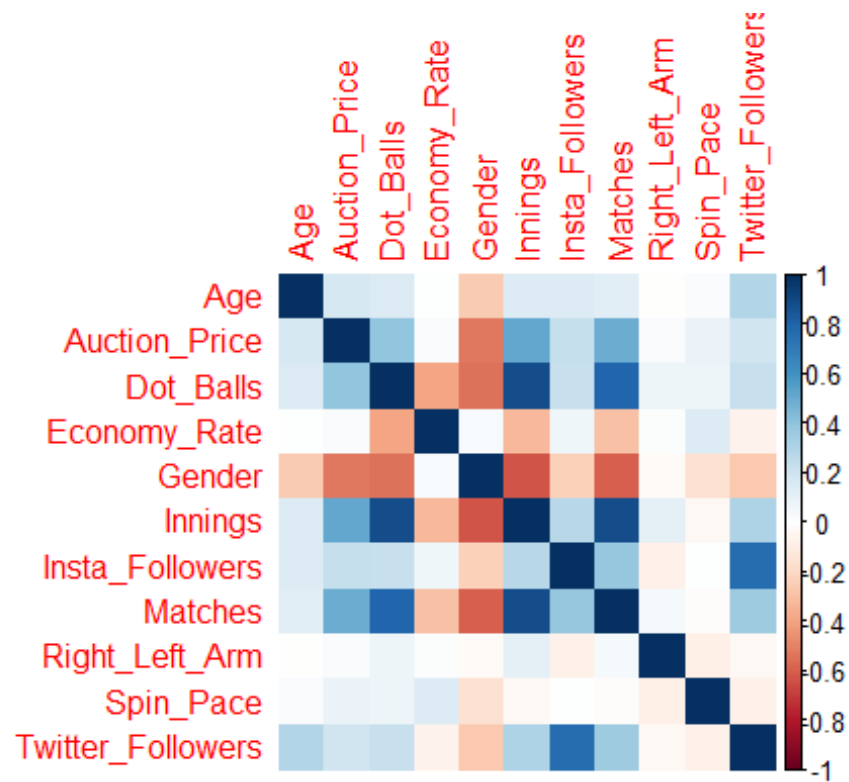 Age
Auction_Price
Dot_Balls
Economy_Rate
Gender
Innings
Insta_Followers
Matches
Right_Left_Arm
Spin_Pace
Twitter_Followers
Age
Auction_Price
Dot_Balls
Economy_Rate
Gender
Innings
Insta_Followers
Matches
Right_Left_Arm
Spin_Pace
Twitter_Followers
1
0.8
0.6
0.4
0.2
0
-0.2
-0.4
-0.6
-0.8
-1